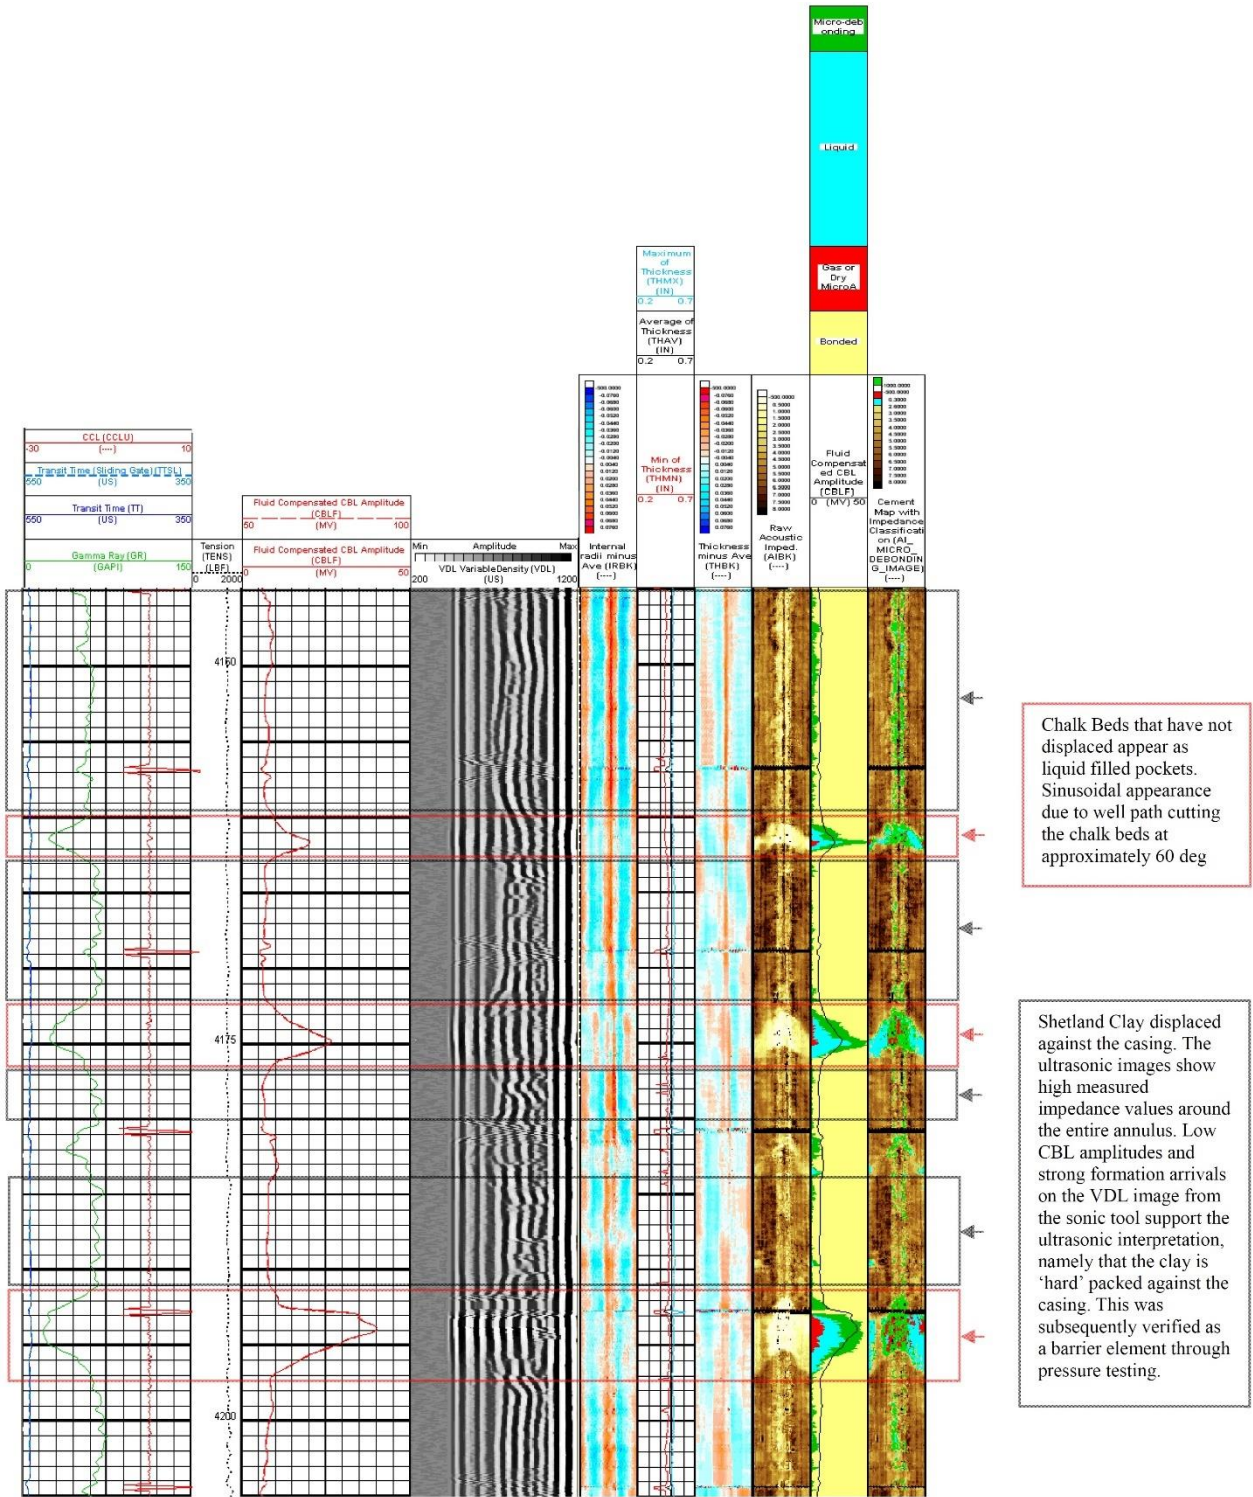 Micro-deb
onding
Liquid
Gas or
Dry
MicroA
Bonded
Maximum
of
Thickness
(THMX)
(IN)
0.2 0.7
Average of
Thickness
(THAV)
(IN)
0.2 0.7
Min of
Thickness
(THMN)
(IN)
0.2 0.7
CCL (CCLU)
-30 (----) 10
Transit Time (Sliding Gate) (TTSL)
550 (US) 350
Transit Time (TT)
550 (US) 350
Gamma Ray (GR)
0 (GAPI) 150
Tension
(TENS)
(LBF)
0 2000
Fluid Compensated CBL Amplitude
(CBLF)
50 (MV) 100
Fluid Compensated CBL Amplitude
(CBLF)
0 (MV) 50
Min Amplitude Max
VDL VariableDensity (VDL)
200 (US) 1200
Internal
radii minus
Ave (IRBK)
(----)
Thickness
minus Ave
(THBK)
(----)
Raw
Acoustic
Imped.
(AIBK)
(----)
Fluid
Compensat
ed CBL
Amplitude
(CBLF)
0 (MV) 50
Cement
Map with
Impedance
Classificati
on (AI_
MICRO_
DEBONDIN
G_IMAGE)
(----)
4175
4200
Chalk Beds that have not
displaced appear as
liquid filled pockets.
Sinusoidal appearance
due to well path cutting
the chalk beds at
approximately 60 deg
Shetland Clay displaced
against the casing. The
ultrasonic images show
high measured
impedance values around
the entire annulus. Low
CBL amplitudes and
strong formation arrivals
on the VDL image from
the sonic tool support the
ultrasonic interpretation,
namely that the clay is
‘hard’ packed against the
casing. This was
subsequently verified as
a barrier element through
pressure testing.